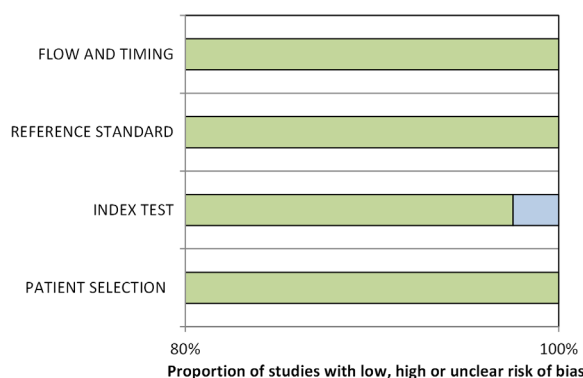 FLOW AND TIMING
REFERENCE STANDARD
INDEX TEST
PATIENT SELECTION
80% 100%
Proportion of studies with low, high or unclear risk of bias